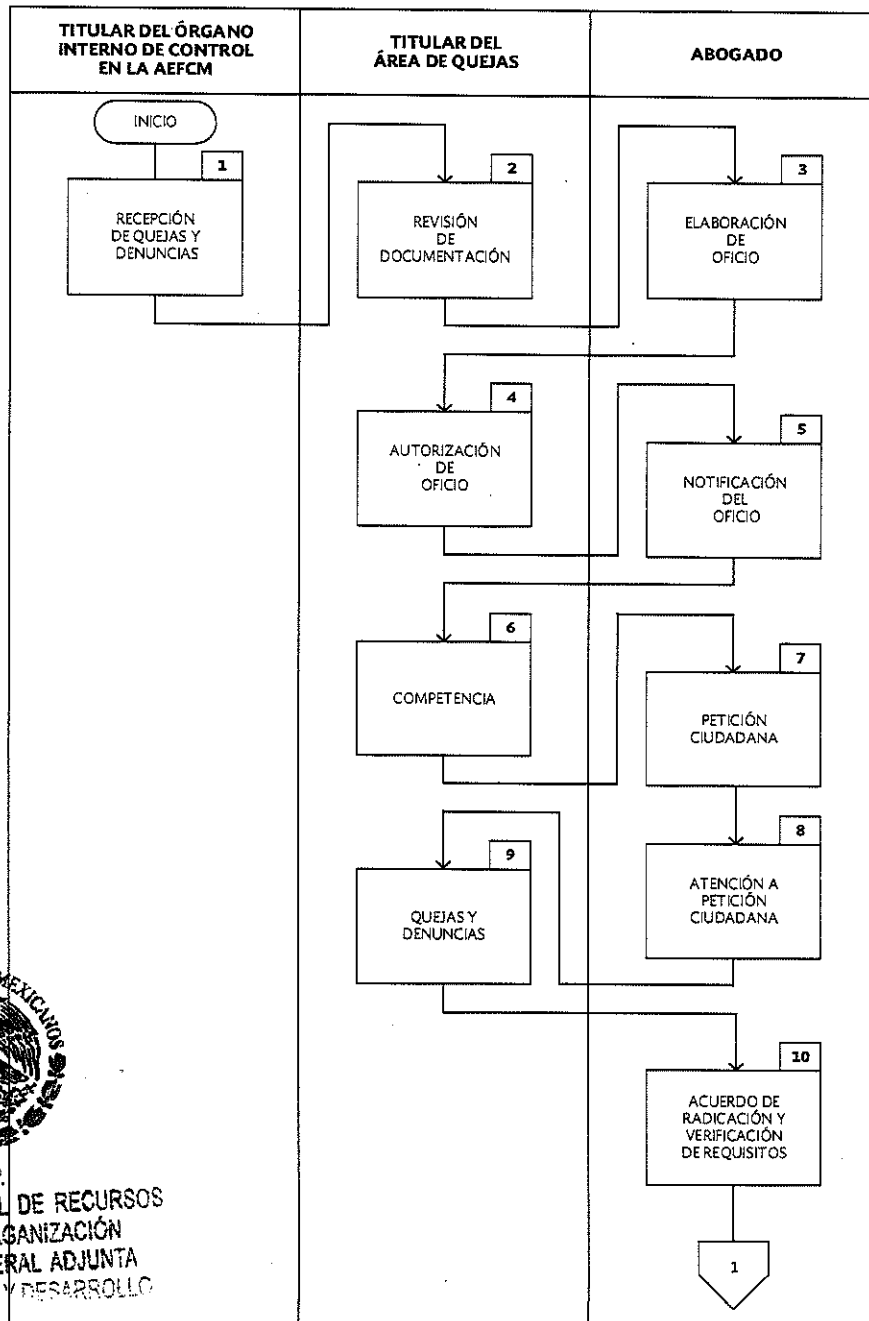 TITULAR DEL ÓRGANO
INTERNO DE CONTROL
EN LA AEFCM
TITULAR DEL
ÁREA DE QUEJAS
ABOGADO
INICIO
1
RECEPCIÓN
DE QUEJAS Y
DENUNCIAS
2
REVISIÓN
DE
DOCUMENTACIÓN
3
ELABORACIÓN
DE
OFICIO
4
AUTORIZACIÓN
DE
OFICIO
5
NOTIFICACIÓN
DEL
OFICIO
6
COMPETENCIA
7
PETICIÓN
CIUDADANA
8
ATENCIÓN A
PETICIÓN
CIUDADANA
9
QUEJAS Y
DENUNCIAS
10
ACUERDO DE
RADICACIÓN Y
VERIFICACIÓN
DE REQUISITOS
1
MEXICANOS
L DE RECURSOS
GANIZACIÓN
ERAL ADJUNTA
Y DESARROLLO